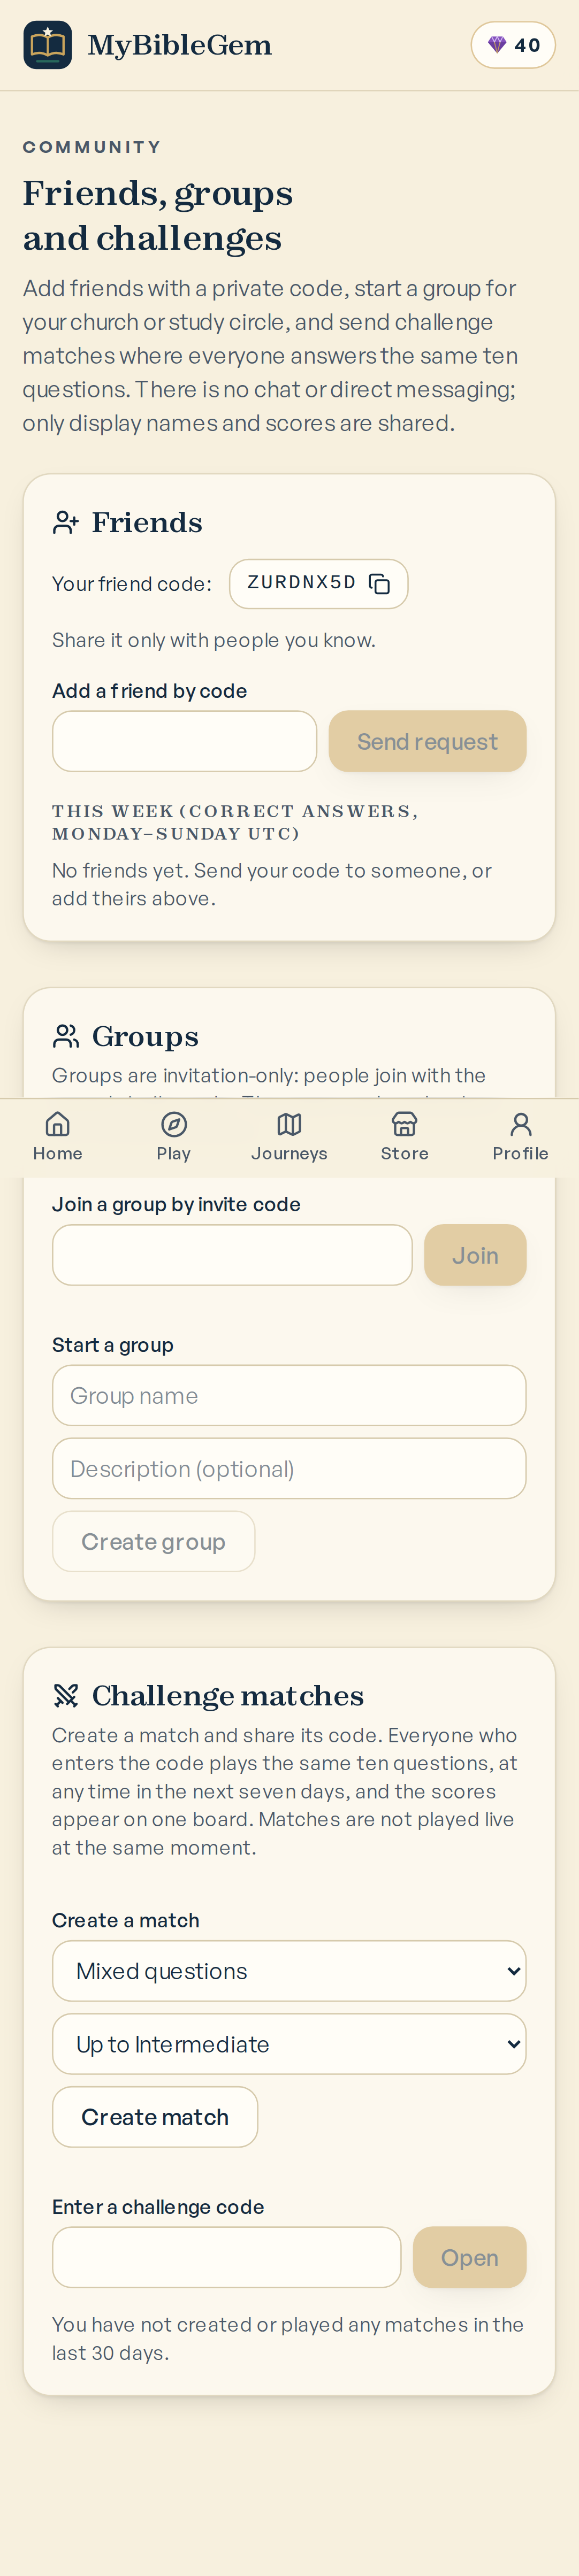 MyBibleGem
40
COMMUNITY
Friends, groups
and challenges
Add friends with a private code, start a group for
your church or study circle, and send challenge
matches where everyone answers the same ten
questions. There is no chat or direct messaging;
only display names and scores are shared.
Friends
Your friend code: ZURDNX5D
Share it only with people you know.
Add a friend by code
Send request
THIS WEEK (CORRECT ANSWERS,
MONDAY–SUNDAY UTC)
No friends yet. Send your code to someone, or
add theirs above.
Groups
Groups are invitation-only: people join with the
Home Play Journeys Store Profile
Join a group by invite code
Join
Start a group
Group name
Description (optional)
Create group
Challenge matches
Create a match and share its code. Everyone who
enters the code plays the same ten questions, at
any time in the next seven days, and the scores
appear on one board. Matches are not played live
at the same moment.
Create a match
Mixed questions
Up to Intermediate
Create match
Enter a challenge code
Open
You have not created or played any matches in the
last 30 days.